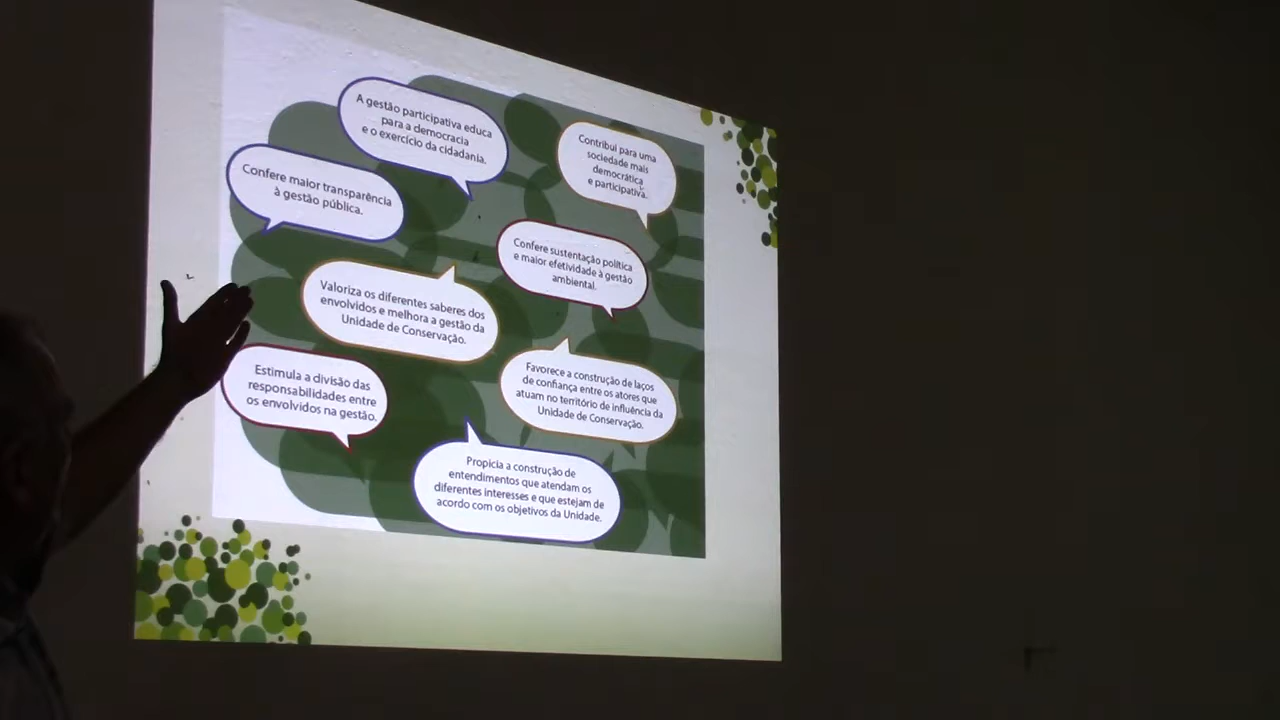 A gestão participativa educa
para a democracia
e o exercício da cidadania.
Contribui para uma
sociedade mais
democrática
e participativa.
Confere maior transparência
à gestão pública.
Confere sustentação política
e maior efetividade à gestão
ambiental.
Valoriza os diferentes saberes dos
envolvidos e melhora a gestão da
Unidade de Conservação.
Favorece a construção de laços
de confiança entre os atores que
atuam no território de influência da
Unidade de Conservação.
Estimula a divisão das
responsabilidades entre
os envolvidos na gestão.
Propicia a construção de
entendimentos que atendam os
diferentes interesses e que estejam de
acordo com os objetivos da Unidade.